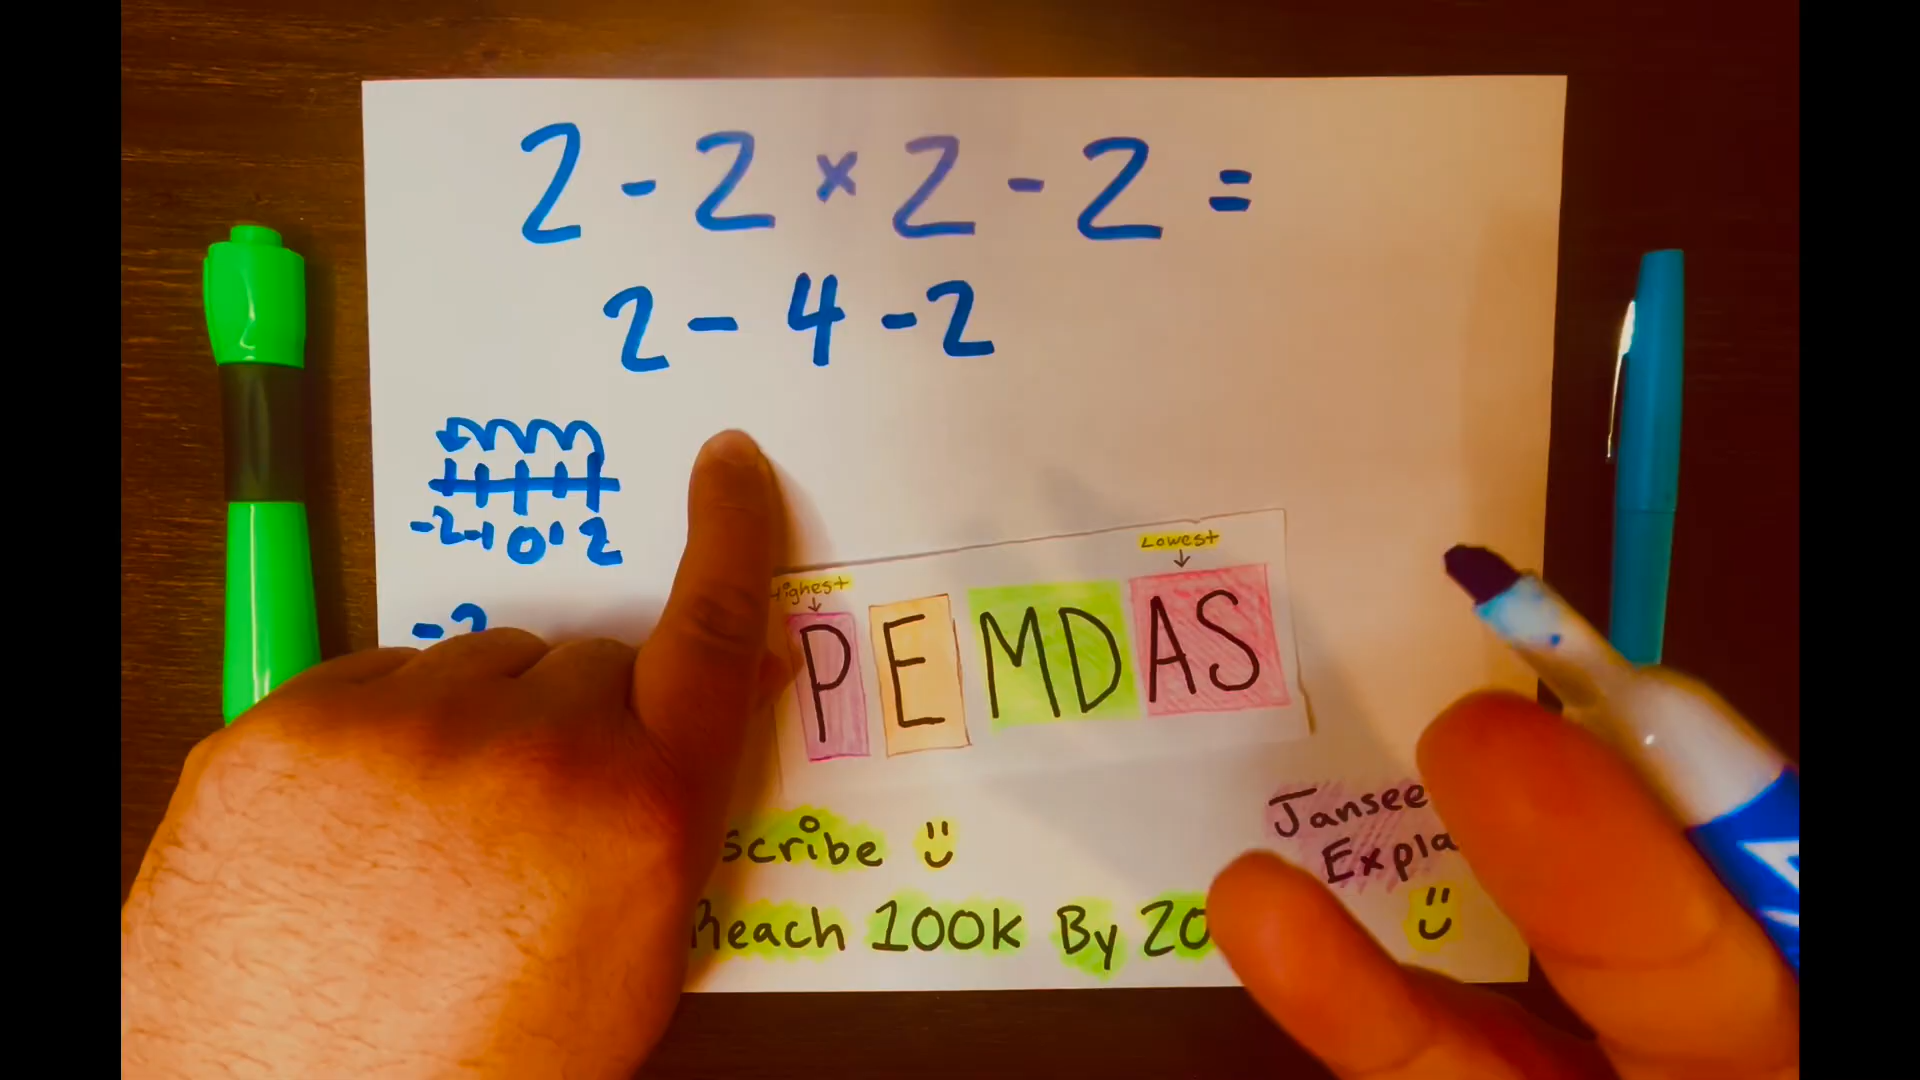 2 - 2 × 2 - 2 =
2 - 4 - 2
-2 -1 0 1 2
-2
Highest
Lowest
PEMDAS
scribe
Reach 100K By 20
Jansee
Expla